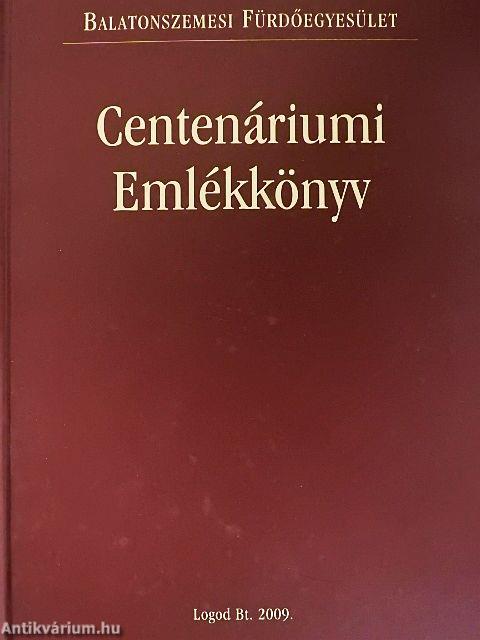 BALATONSZEMESI FÜRDŐEGYESÜLET
Centenáriumi
Emlékkönyv
Logod Bt. 2009.
Antikvárium.hu